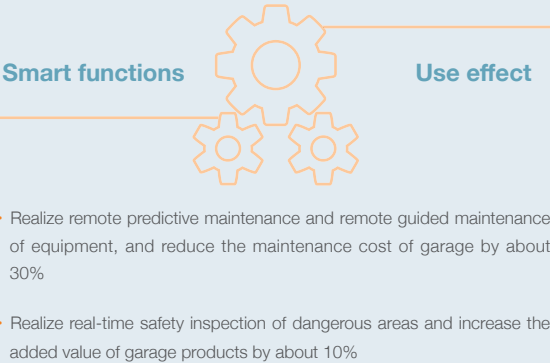 Smart functions
Use effect
Realize remote predictive maintenance and remote guided maintenance
of equipment, and reduce the maintenance cost of garage by about
30%
Realize real-time safety inspection of dangerous areas and increase the
added value of garage products by about 10%